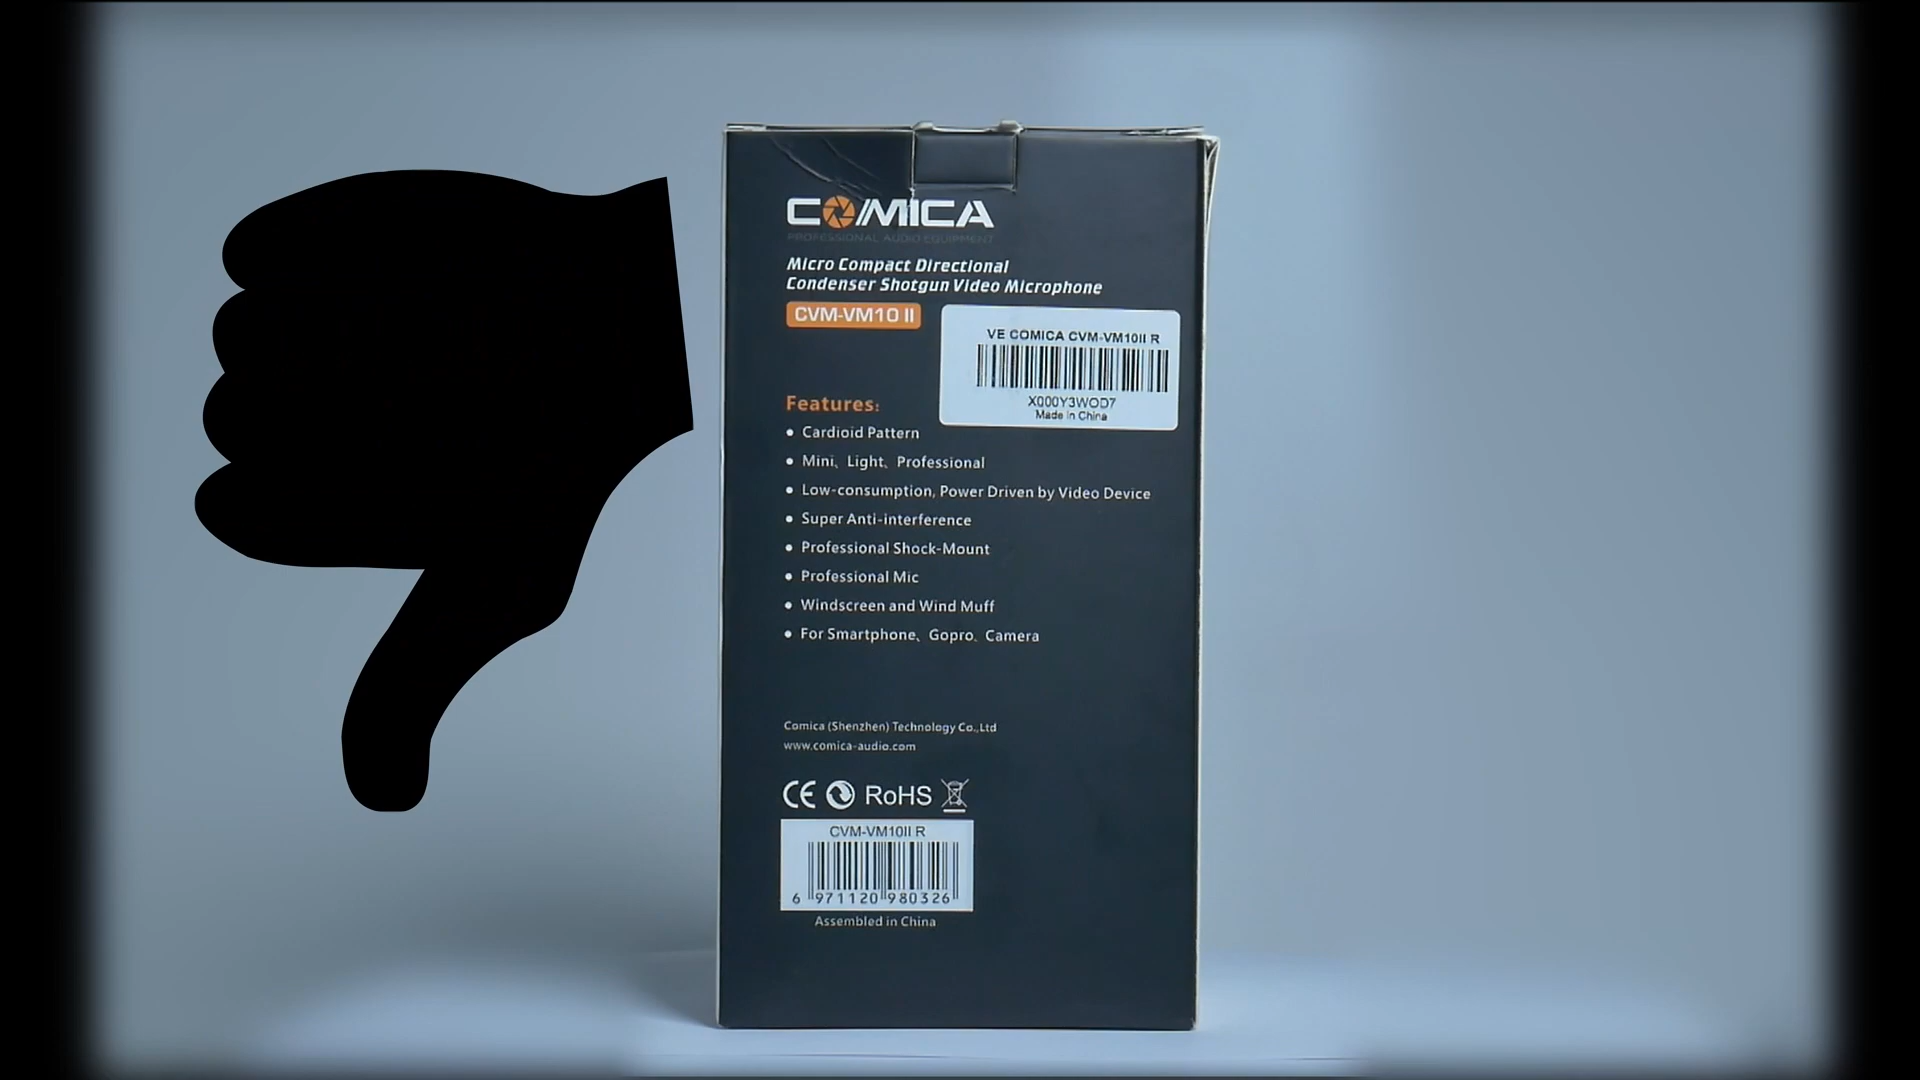 COMICA
PROFESSIONAL AUDIO EQUIPMENT
Micro Compact Directional
Condenser Shotgun Video Microphone
CVM-VM10 II
VE COMICA CVM-VM10II R
X000Y3WOD7
Made in China
Features:
• Cardioid Pattern
• Mini、Light、Professional
• Low-consumption, Power Driven by Video Device
• Super Anti-interference
• Professional Shock-Mount
• Professional Mic
• Windscreen and Wind Muff
• For Smartphone、Gopro、Camera
Comica (Shenzhen) Technology Co.,Ltd
www.comica-audio.com
CE RoHS
CVM-VM10II R
6 971120 980326
Assembled in China